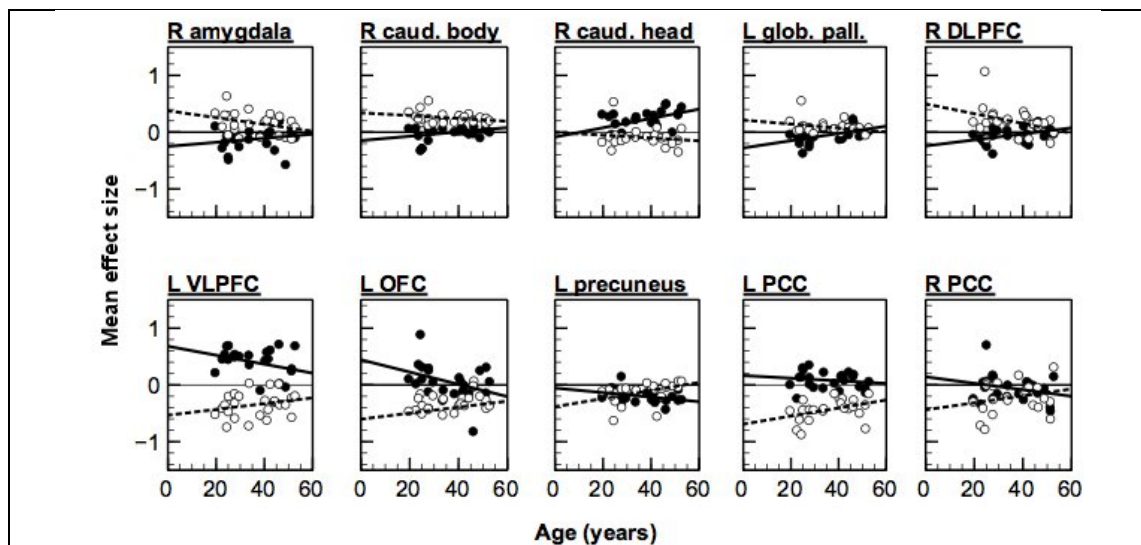 R amygdala R caud. body R caud. head L glob. pall. R DLPFC
1
0
−1
Mean effect size
L VLPFC L OFC L precuneus L PCC R PCC
1
0
−1
0 20 40 60 0 20 40 60 0 20 40 60 0 20 40 60 0 20 40 60
Age (years)